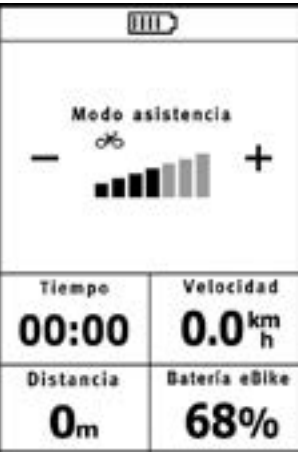 Modo asistencia
− +
Tiempo Velocidad
00:00 0.0 km/h
Distancia Batería eBike
0m 68%